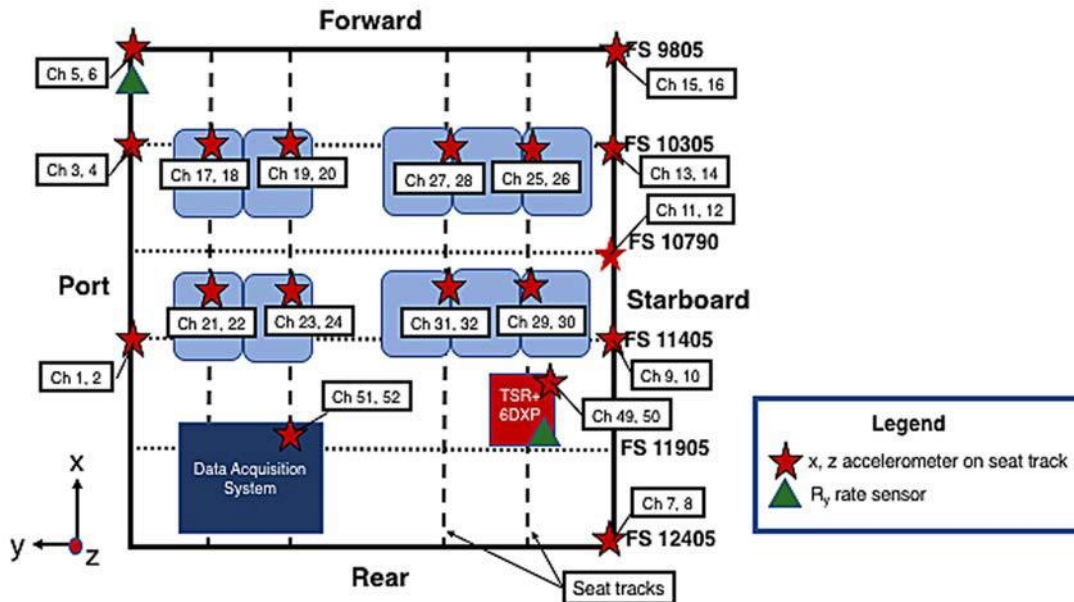 Forward
FS 9805
Ch 5, 6
Ch 15, 16
FS 10305
Ch 3, 4
Ch 17, 18
Ch 19, 20
Ch 27, 28
Ch 25, 26
Ch 13, 14
Ch 11, 12
FS 10790
Port
Starboard
Ch 21, 22
Ch 23, 24
Ch 31, 32
Ch 29, 30
FS 11405
Ch 1, 2
Ch 9, 10
Ch 51, 52
TSR+
6DXP
Ch 49, 50
FS 11905
Data Acquisition
System
Legend
x, z accelerometer on seat track
Ry rate sensor
x
y
z
Ch 7, 8
FS 12405
Rear
Seat tracks